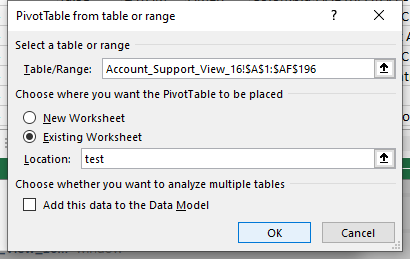 PivotTable from table or range
Select a table or range
Table/Range: Account_Support_View_16!$A$1:$AF$196
Choose where you want the PivotTable to be placed
New Worksheet
Existing Worksheet
Location: test
Choose whether you want to analyze multiple tables
Add this data to the Data Model
OK Cancel